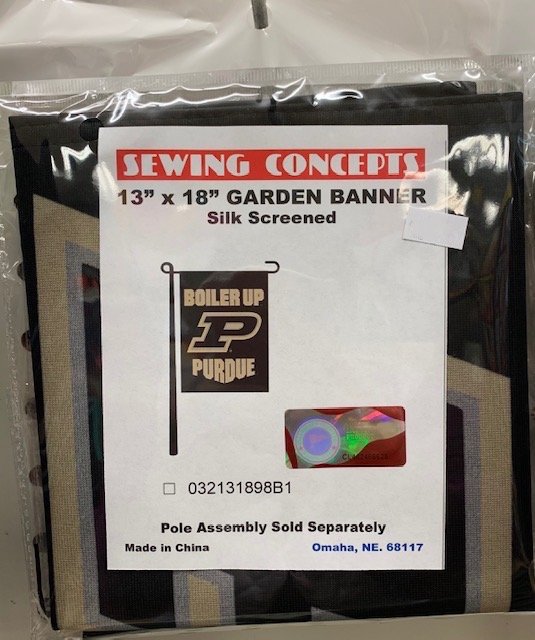 SEWING CONCEPTS
13” x 18” GARDEN BANNER
Silk Screened
BOILER UP
P
PURDUE
032131898B1
Pole Assembly Sold Separately
Made in China
Omaha, NE. 68117